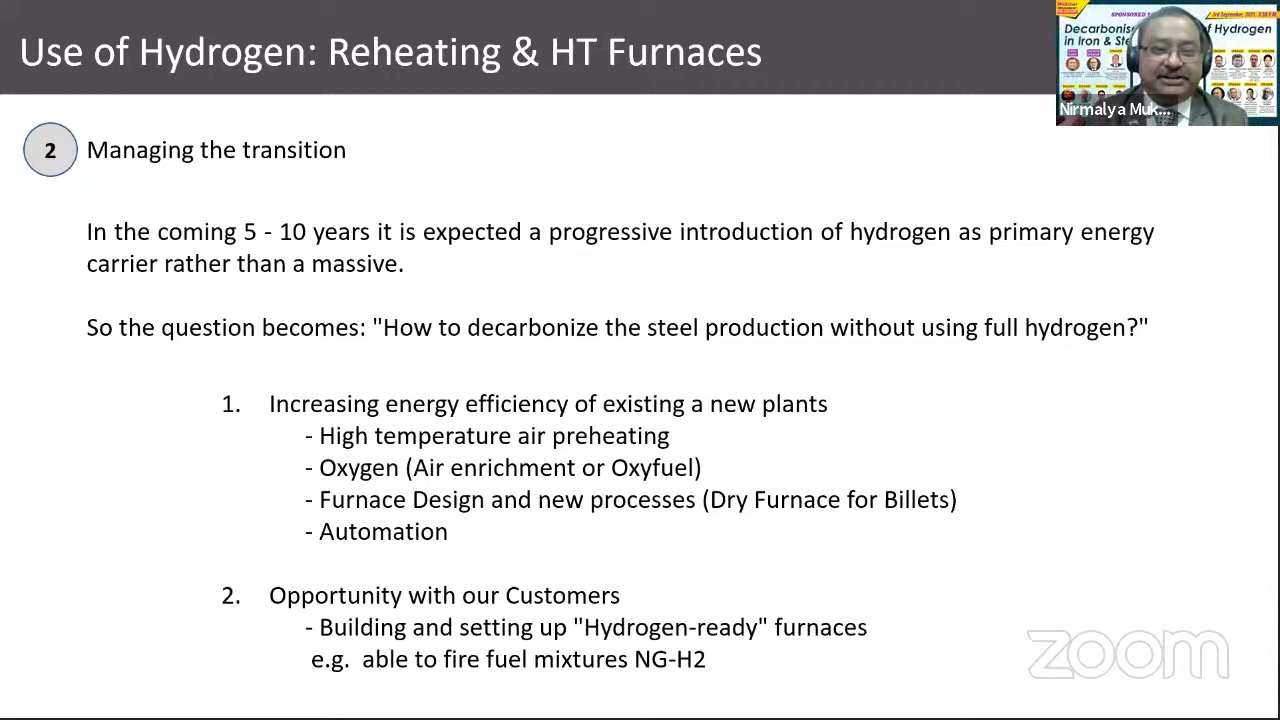 Use of Hydrogen: Reheating & HT Furnaces
SPONSORED
3rd September, 2021,
Decarbonis
f Hydrogen
in Iron & Ste
Nirmalya Muk...
2
Managing the transition
In the coming 5 - 10 years it is expected a progressive introduction of hydrogen as primary energy
carrier rather than a massive.
So the question becomes: "How to decarbonize the steel production without using full hydrogen?"
1. Increasing energy efficiency of existing a new plants
- High temperature air preheating
- Oxygen (Air enrichment or Oxyfuel)
- Furnace Design and new processes (Dry Furnace for Billets)
- Automation
2. Opportunity with our Customers
- Building and setting up "Hydrogen-ready" furnaces
e.g. able to fire fuel mixtures NG-H2
zoom